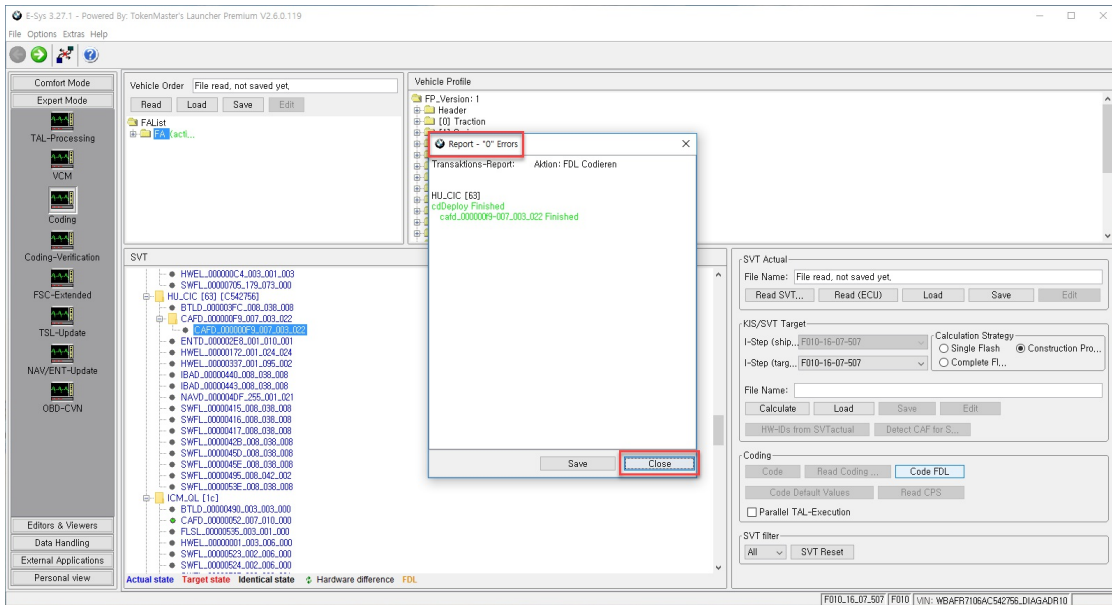 E-Sys 3.27.1 - Powered By: TokenMaster's Launcher Premium V2.6.0.119
File Options Extras Help
Comfort Mode
Expert Mode
TAL-Processing
VCM
Coding
Coding-Verification
FSC-Extended
TSL-Update
NAV/ENT-Update
OBD-CVN
Editors & Viewers
Data Handling
External Applications
Personal view
Vehicle Order File read, not saved yet,
Read Load Save Edit
FAList
FA (acti...
Vehicle Profile
FP_Version: 1
Header
[0] Traction
Report - "0" Errors
Transaktions-Report: Aktion: FDL Codieren
HU_CIC [63]
cdDeploy Finished
cafd_000000f9-007_003_022 Finished
Save Close
SVT
HWEL_000000C4_003_001_003
SWFL_00000705_179_073_000
HU_CIC [63] [C542756]
BTLD_000003FC_008_038_008
CAFD_000000F9_007_003_022
CAFD_000000F9_007_003_022
ENTD_000002E8_001_010_001
HWEL_00000172_001_024_024
HWEL_00000337_001_095_002
IBAD_00000440_008_038_008
IBAD_00000443_008_038_008
NAVD_000004DF_255_001_021
SWFL_00000415_008_038_008
SWFL_00000416_008_038_008
SWFL_00000417_008_038_008
SWFL_0000042B_008_038_008
SWFL_0000045D_008_038_008
SWFL_0000045E_008_038_008
SWFL_00000495_008_042_002
SWFL_0000053E_008_038_008
ICM_QL [1c]
BTLD_00000490_003_003_000
CAFD_00000052_007_010_000
FLSL_00000535_003_001_000
HWEL_00000001_003_006_000
SWFL_00000523_002_006_000
SWFL_00000524_002_006_000
Actual state Target state Identical state Hardware difference FDL
SVT Actual
File Name: File read, not saved yet,
Read SVT... Read (ECU) Load Save Edit
KIS/SVT Target
I-Step (ship... F010-16-07-507
I-Step (targ... F010-16-07-507
Calculation Strategy
Single Flash Construction Pro...
Complete Fl...
File Name:
Calculate Load Save Edit
HW-IDs from SVTactual Detect CAF for S...
Coding
Code Read Coding ... Code FDL
Code Default Values Read CPS
Parallel TAL-Execution
SVT filter
All SVT Reset
F010_16_07_507 F010 VIN: WBAFR7106AC542756_DIAGADR10